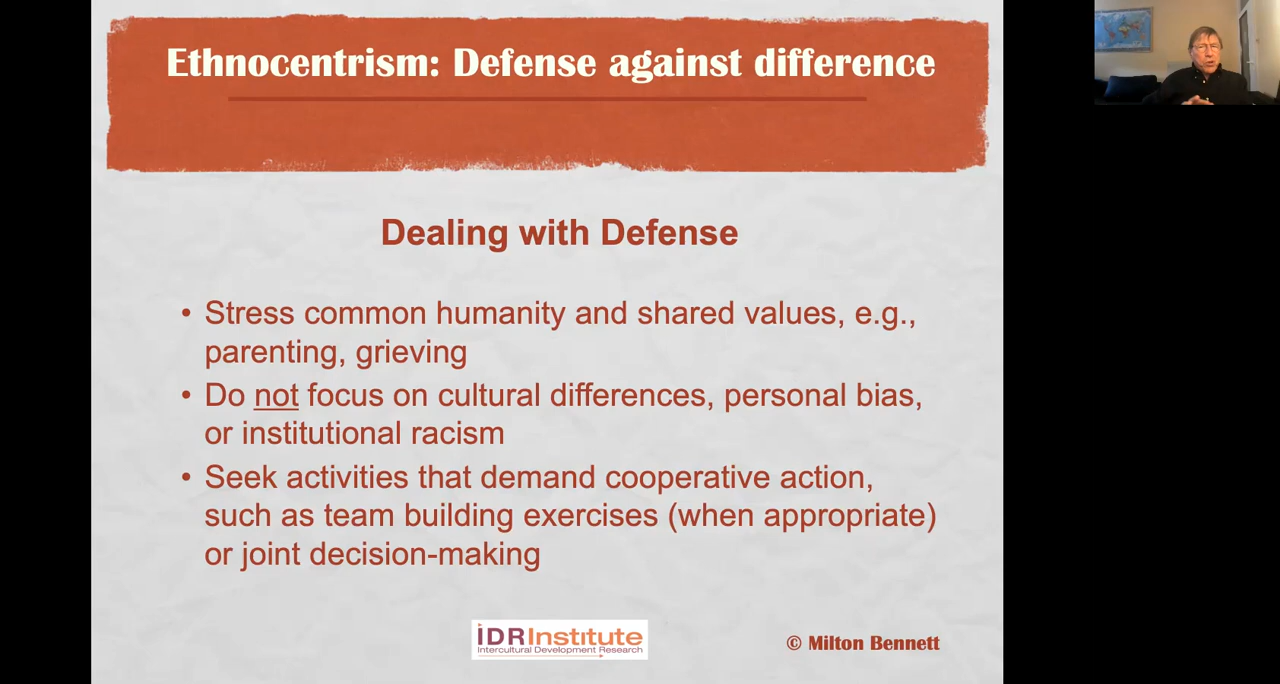 Ethnocentrism: Defense against difference
Dealing with Defense
• Stress common humanity and shared values, e.g.,
parenting, grieving
• Do not focus on cultural differences, personal bias,
or institutional racism
• Seek activities that demand cooperative action,
such as team building exercises (when appropriate)
or joint decision-making
IDRInstitute
Intercultural Development Research
© Milton Bennett